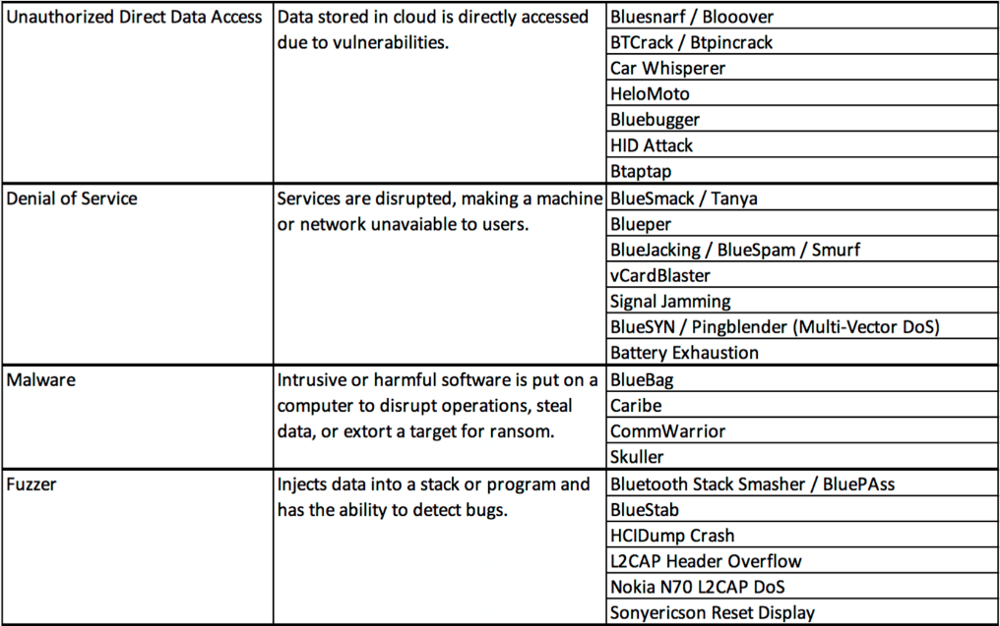 Unauthorized Direct Data Access
Data stored in cloud is directly accessed
due to vulnerabilities.
Bluesnarf / Blooover
BTCrack / Btpincrack
Car Whisperer
HeloMoto
Bluebugger
HID Attack
Btaptap
Denial of Service
Services are disrupted, making a machine
or network unavaiable to users.
BlueSmack / Tanya
Blueper
BlueJacking / BlueSpam / Smurf
vCardBlaster
Signal Jamming
BlueSYN / Pingblender (Multi-Vector DoS)
Battery Exhaustion
Malware
Intrusive or harmful software is put on a
computer to disrupt operations, steal
data, or extort a target for ransom.
BlueBag
Caribe
CommWarrior
Skuller
Fuzzer
Injects data into a stack or program and
has the ability to detect bugs.
Bluetooth Stack Smasher / BluePAss
BlueStab
HCIDump Crash
L2CAP Header Overflow
Nokia N70 L2CAP DoS
Sonyericson Reset Display